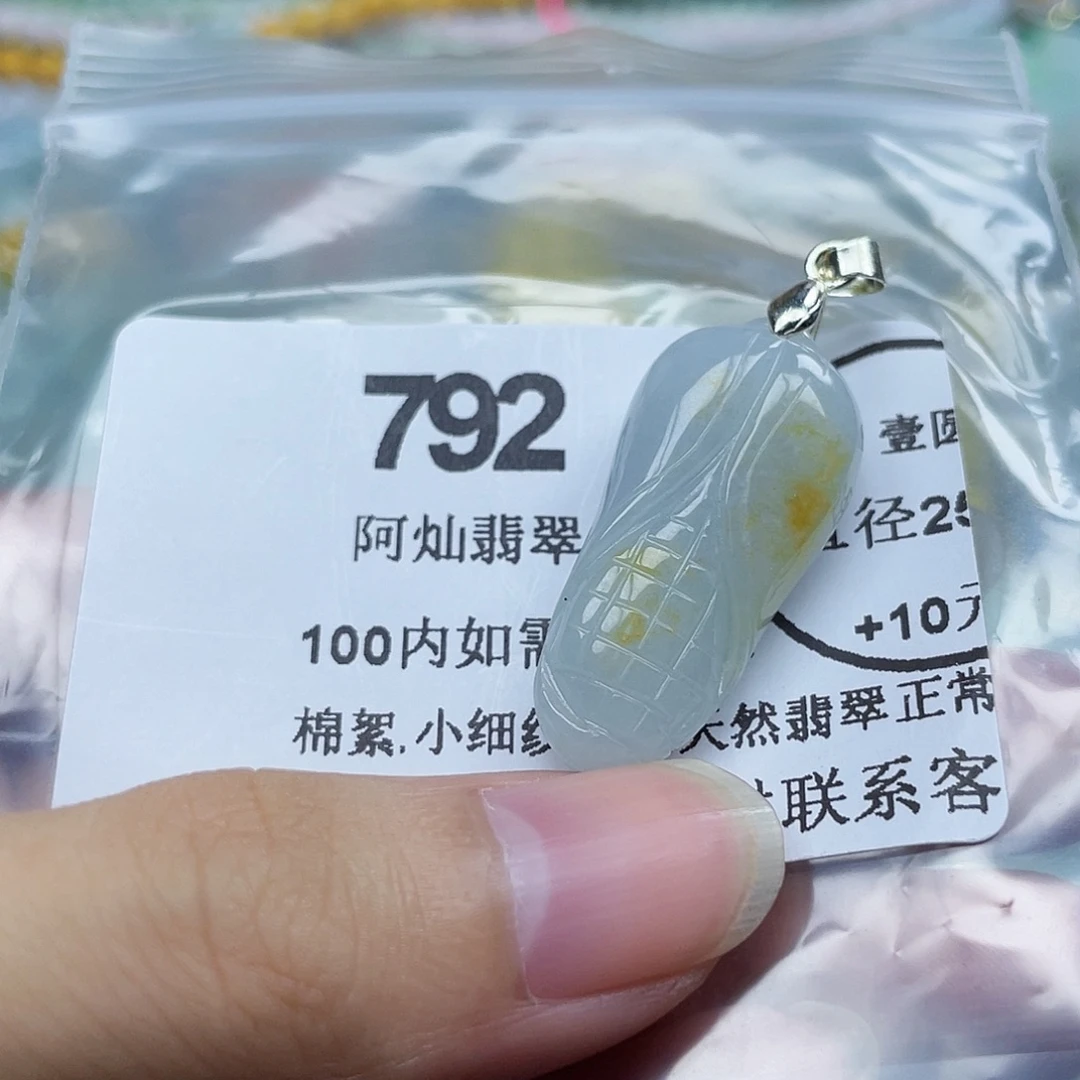 792
壹圆
阿灿翡翠
径25
100内如需
+10元
棉絮,小细纹
天然翡翠正常
联系客